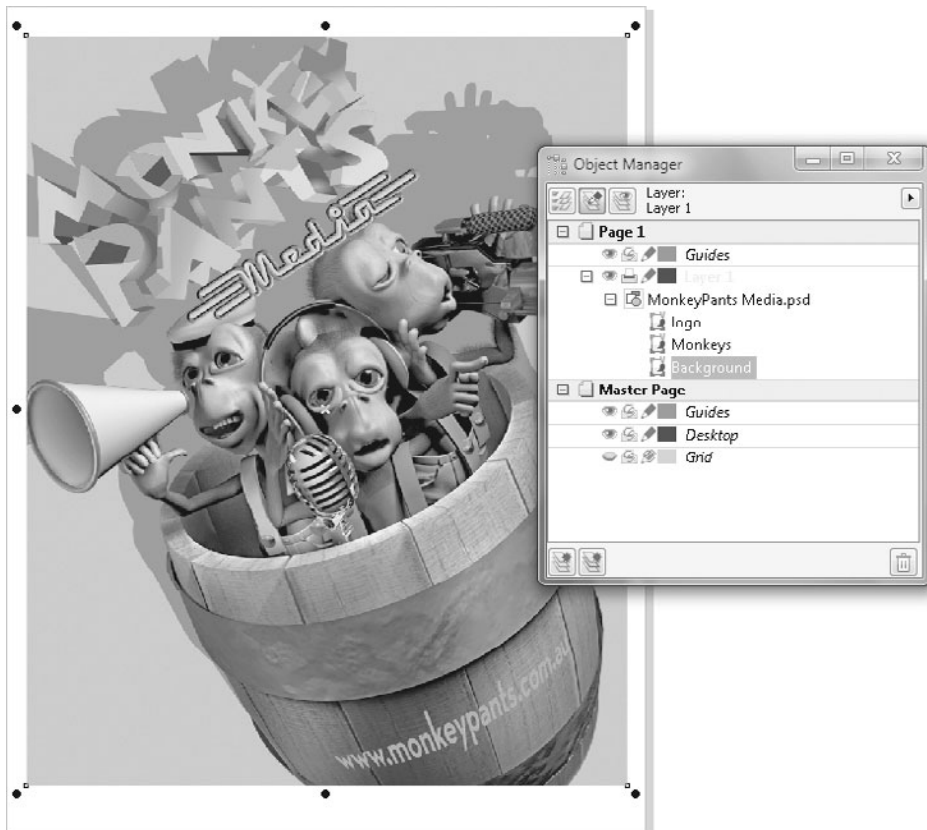 MONKEY
PANTS
Media
www.monkeypants.com.au
Object Manager
Layer:
Layer 1
Page 1
Guides
Layer 1
MonkeyPants Media.psd
logo
Monkeys
Background
Master Page
Guides
Desktop
Grid